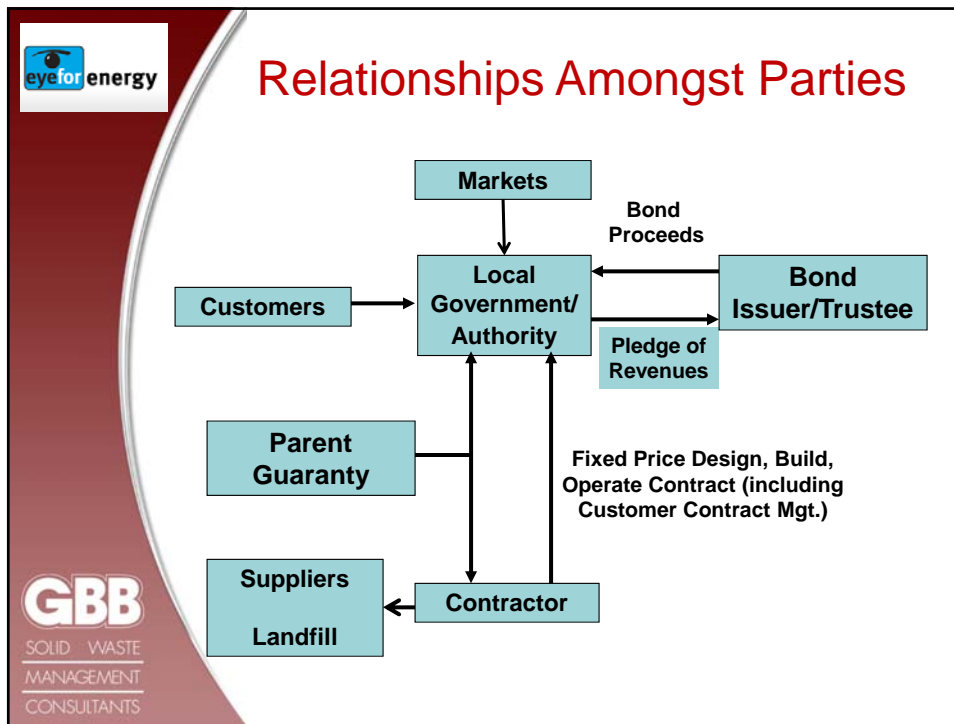 eyeforenergy
Relationships Amongst Parties
Markets
Bond
Proceeds
Local
Government/
Authority
Bond
Issuer/Trustee
Customers
Pledge of
Revenues
Parent
Guaranty
Fixed Price Design, Build,
Operate Contract (including
Customer Contract Mgt.)
Suppliers
Landfill
Contractor
GBB
SOLID WASTE
MANAGEMENT
CONSULTANTS